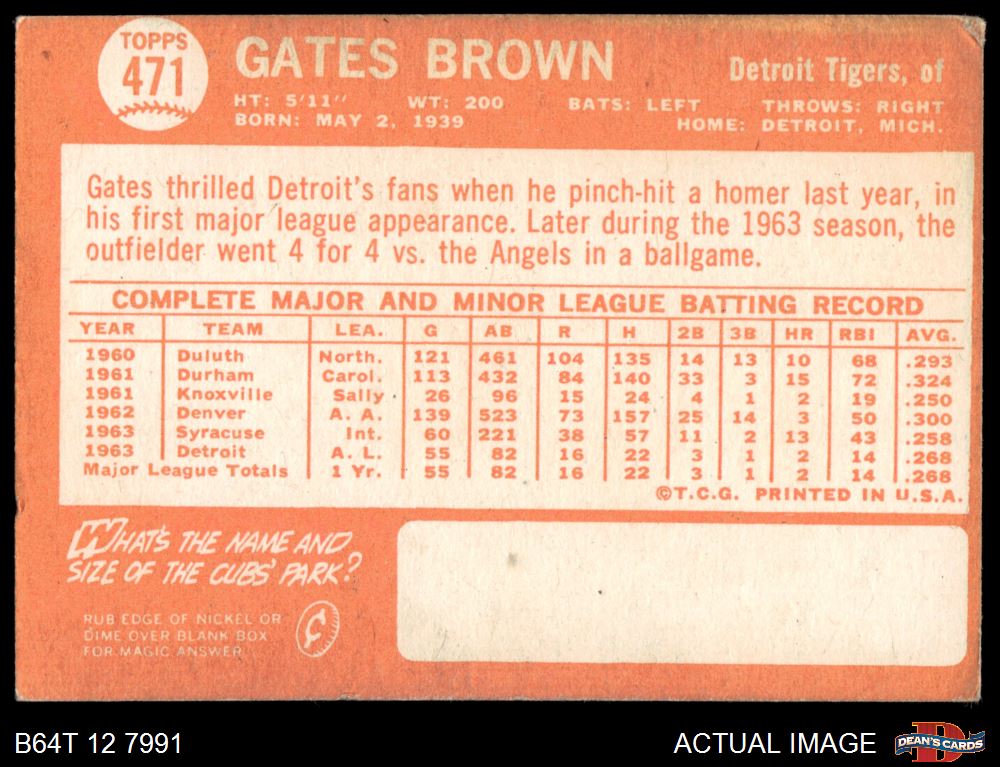 TOPPS
471
GATES BROWN
Detroit Tigers, of
HT: 5'11" WT: 200 BATS: LEFT THROWS: RIGHT
BORN: MAY 2, 1939 HOME: DETROIT, MICH.
Gates thrilled Detroit's fans when he pinch-hit a homer last year, in
his first major league appearance. Later during the 1963 season, the
outfielder went 4 for 4 vs. the Angels in a ballgame.
COMPLETE MAJOR AND MINOR LEAGUE BATTING RECORD
YEAR TEAM LEA. G AB R H 2B 3B HR RBI AVG.
1960 Duluth North. 121 461 104 135 14 13 10 68 .293
1961 Durham Carol. 113 432 84 140 33 3 15 72 .324
1961 Knoxville Sally 26 96 15 24 4 1 2 19 .250
1962 Denver A. A. 139 523 73 157 25 14 3 50 .300
1963 Syracuse Int. 60 221 38 57 11 2 13 43 .258
1963 Detroit A. L. 55 82 16 22 3 1 2 14 .268
Major League Totals 1 Yr. 55 82 16 22 3 1 2 14 .268
©T.C.G. PRINTED IN U.S.A.
WHAT'S THE NAME AND
SIZE OF THE CUBS' PARK?
RUB EDGE OF NICKEL OR
DIME OVER BLANK BOX
FOR MAGIC ANSWER
¢
B64T 12 7991
ACTUAL IMAGE
D
DEAN'S CARDS